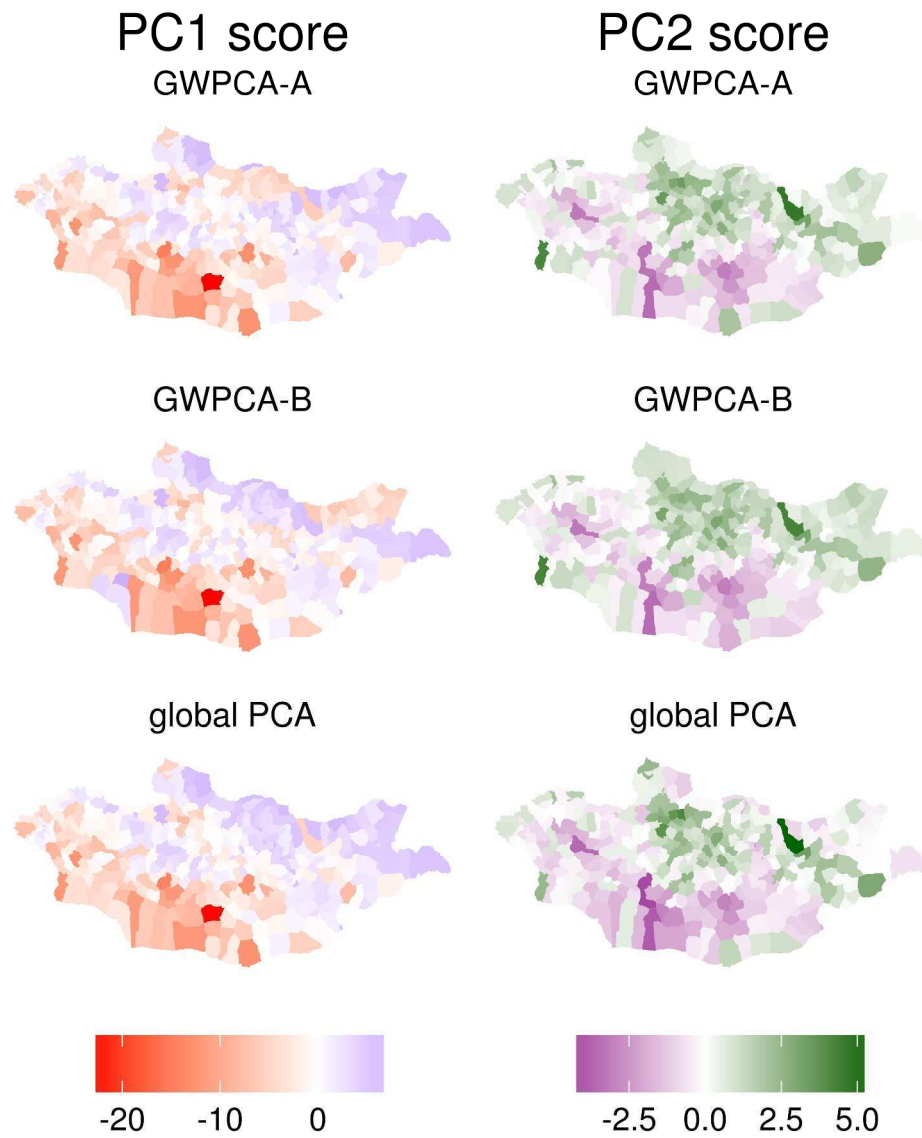 PC1 score
PC2 score
GWPCA-A
GWPCA-A
GWPCA-B
GWPCA-B
global PCA
global PCA
-20 -10 0
-2.5 0.0 2.5 5.0